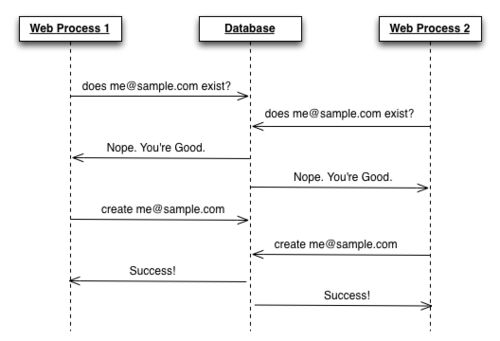 Web Process 1
Database
Web Process 2
does me@sample.com exist?
does me@sample.com exist?
Nope. You're Good.
Nope. You're Good.
create me@sample.com
create me@sample.com
Success!
Success!